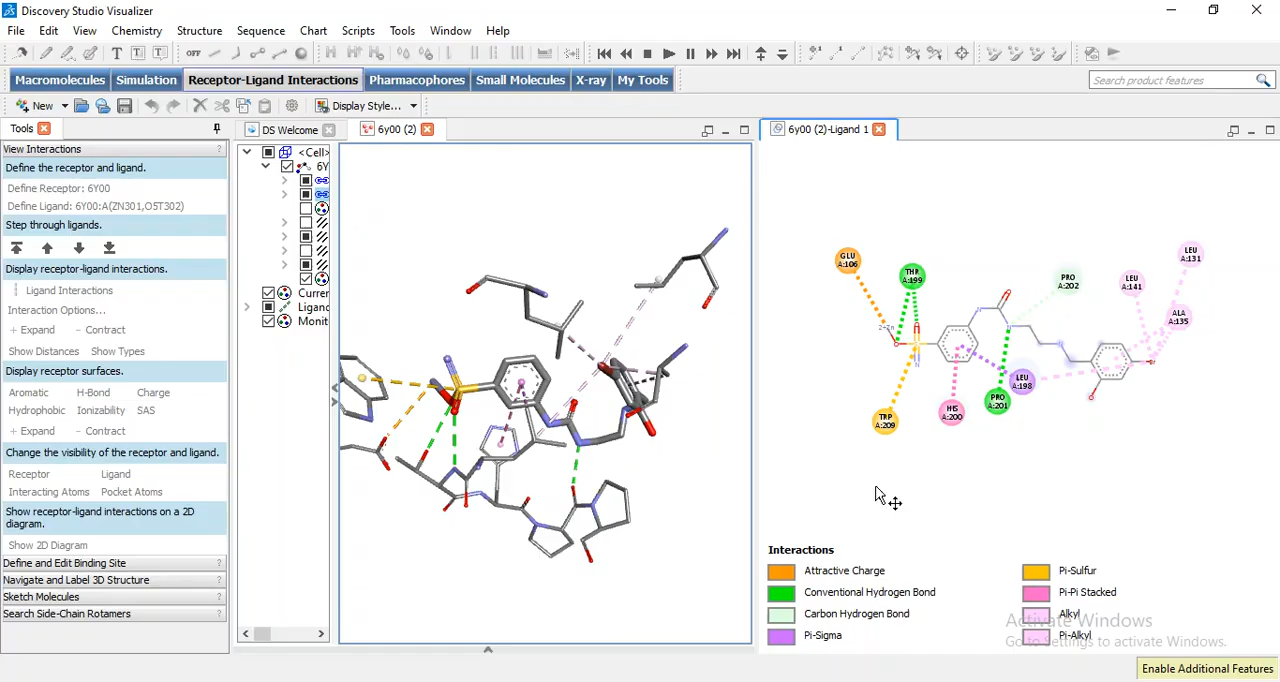 Discovery Studio Visualizer
File Edit View Chemistry Structure Sequence Chart Scripts Tools Window Help
OFF
Macromolecules Simulation Receptor-Ligand Interactions Pharmacophores Small Molecules X-ray My Tools
Search product features
New Display Style...
Tools
DS Welcome 6y00 (2) 6y00 (2)-Ligand 1
View Interactions ?
Define the receptor and ligand.
Define Receptor: 6Y00
Define Ligand: 6Y00:A(ZN301,O5T302)
Step through ligands.
Display receptor-ligand interactions.
Ligand Interactions
Interaction Options...
+ Expand - Contract
Show Distances Show Types
Display receptor surfaces.
Aromatic H-Bond Charge
Hydrophobic Ionizability SAS
+ Expand - Contract
Change the visibility of the receptor and ligand.
Receptor Ligand
Interacting Atoms Pocket Atoms
Show receptor-ligand interactions on a 2D
diagram.
Show 2D Diagram
Define and Edit Binding Site ?
Navigate and Label 3D Structure ?
Sketch Molecules ?
Search Side-Chain Rotamers ?
<Cell>
6Y
Currer
Liganc
Monit
GLU
A:106
THR
A:199
PRO
A:202
LEU
A:141
LEU
A:131
ALA
A:135
LEU
A:198
PRO
A:201
HIS
A:200
TRP
A:209
Interactions
Attractive Charge
Conventional Hydrogen Bond
Carbon Hydrogen Bond
Pi-Sigma
Pi-Sulfur
Pi-Pi Stacked
Alkyl
Pi-Alkyl
Activate Windows
Go to Settings to activate Windows.
Enable Additional Features